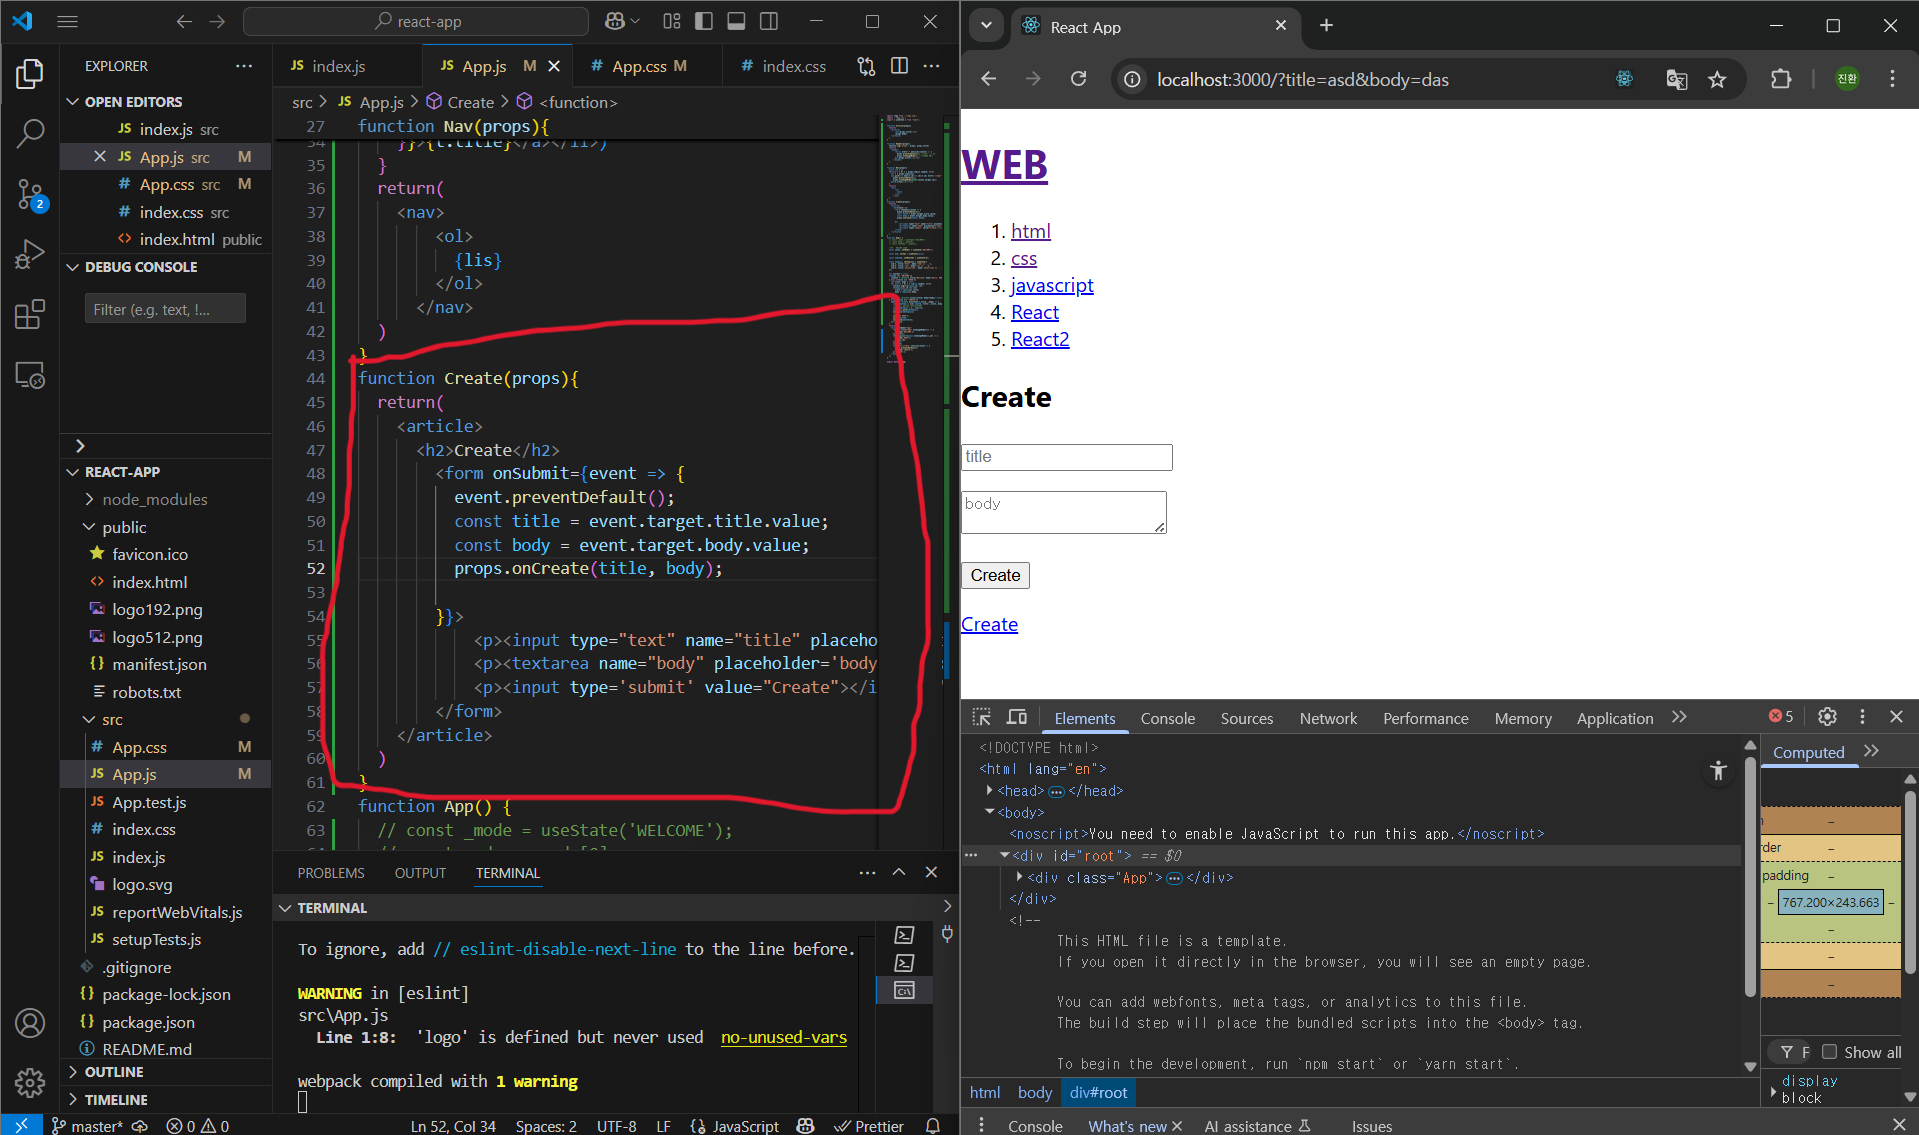 react-app
EXPLORER
OPEN EDITORS
JS index.js src
JS App.js src M
# App.css src M
# index.css src
<> index.html public
DEBUG CONSOLE
Filter (e.g. text, !...
REACT-APP
node_modules
public
favicon.ico
index.html
logo192.png
logo512.png
manifest.json
robots.txt
src
# App.css M
JS App.js M
JS App.test.js
# index.css
JS index.js
logo.svg
JS reportWebVitals.js
JS setupTests.js
.gitignore
{} package-lock.json
{} package.json
README.md
OUTLINE
TIMELINE
JS index.js
JS App.js M
# App.css M
# index.css
src > JS App.js > Create > <function>
27 function Nav(props){
34 }}>{t.title}</a></li>)
35 }
36 return(
37 <nav>
38 <ol>
39 {lis}
40 </ol>
41 </nav>
42 )
43 }
44 function Create(props){
45 return(
46 <article>
47 <h2>Create</h2>
48 <form onSubmit={event => {
49 event.preventDefault();
50 const title = event.target.title.value;
51 const body = event.target.body.value;
52 props.onCreate(title, body);
53
54 }}>
55 <p><input type="text" name="title" placeho
56 <p><textarea name="body" placeholder='body
57 <p><input type='submit' value="Create"></i
58 </form>
59 </article>
60 )
61 }
62 function App() {
63 // const _mode = useState('WELCOME');
PROBLEMS OUTPUT TERMINAL
TERMINAL
To ignore, add // eslint-disable-next-line to the line before.
WARNING in [eslint]
src\App.js
Line 1:8: 'logo' is defined but never used no-unused-vars
webpack compiled with 1 warning
2
master* 0 0 Ln 52, Col 34 Spaces: 2 UTF-8 LF {} JavaScript Prettier
React App
localhost:3000/?title=asd&body=das
진환
WEB
1. html
2. css
3. javascript
4. React
5. React2
Create
title
body
Create
Create
Elements Console Sources Network Performance Memory Application 5
<!DOCTYPE html>
<html lang="en">
<head> </head>
<body>
<noscript>You need to enable JavaScript to run this app.</noscript>
<div id="root"> == $0
<div class="App"> </div>
</div>
<!--
This HTML file is a template.
If you open it directly in the browser, you will see an empty page.
You can add webfonts, meta tags, or analytics to this file.
The build step will place the bundled scripts into the <body> tag.
To begin the development, run `npm start` or `yarn start`.
html body div#root
Computed
rder
padding
767.200×243.663
F Show all
display
block
Console What's new AI assistance Issues